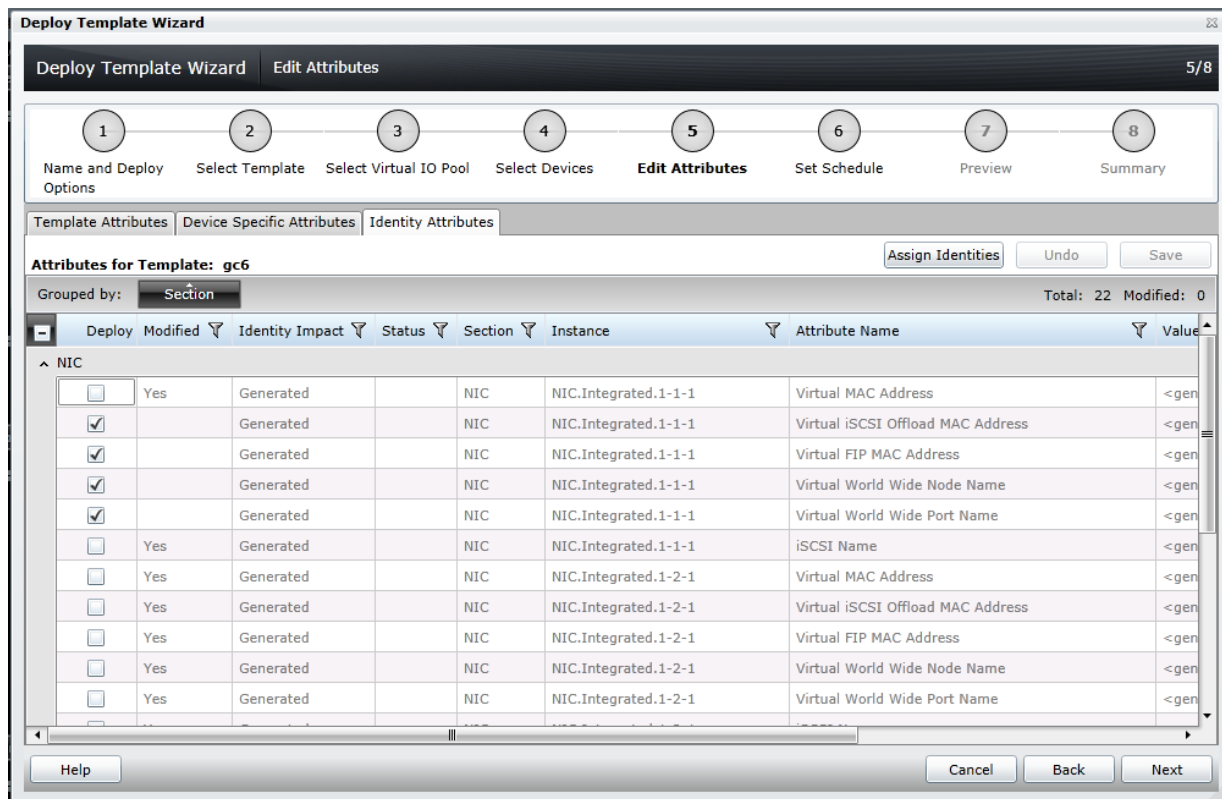 Deploy Template Wizard
Deploy Template Wizard Edit Attributes 5/8
1 2 3 4 5 6 7 8
Name and Deploy Options Select Template Select Virtual IO Pool Select Devices Edit Attributes Set Schedule Preview Summary
Template Attributes Device Specific Attributes Identity Attributes
Attributes for Template: gc6 Assign Identities Undo Save
Grouped by: Section Total: 22 Modified: 0
Deploy Modified Identity Impact Status Section Instance Attribute Name Value
NIC
Yes Generated NIC NIC.Integrated.1-1-1 Virtual MAC Address <gen
Generated NIC NIC.Integrated.1-1-1 Virtual iSCSI Offload MAC Address <gen
Generated NIC NIC.Integrated.1-1-1 Virtual FIP MAC Address <gen
Generated NIC NIC.Integrated.1-1-1 Virtual World Wide Node Name <gen
Generated NIC NIC.Integrated.1-1-1 Virtual World Wide Port Name <gen
Yes Generated NIC NIC.Integrated.1-1-1 iSCSI Name <gen
Yes Generated NIC NIC.Integrated.1-2-1 Virtual MAC Address <gen
Yes Generated NIC NIC.Integrated.1-2-1 Virtual iSCSI Offload MAC Address <gen
Yes Generated NIC NIC.Integrated.1-2-1 Virtual FIP MAC Address <gen
Yes Generated NIC NIC.Integrated.1-2-1 Virtual World Wide Node Name <gen
Yes Generated NIC NIC.Integrated.1-2-1 Virtual World Wide Port Name <gen
Help Cancel Back Next